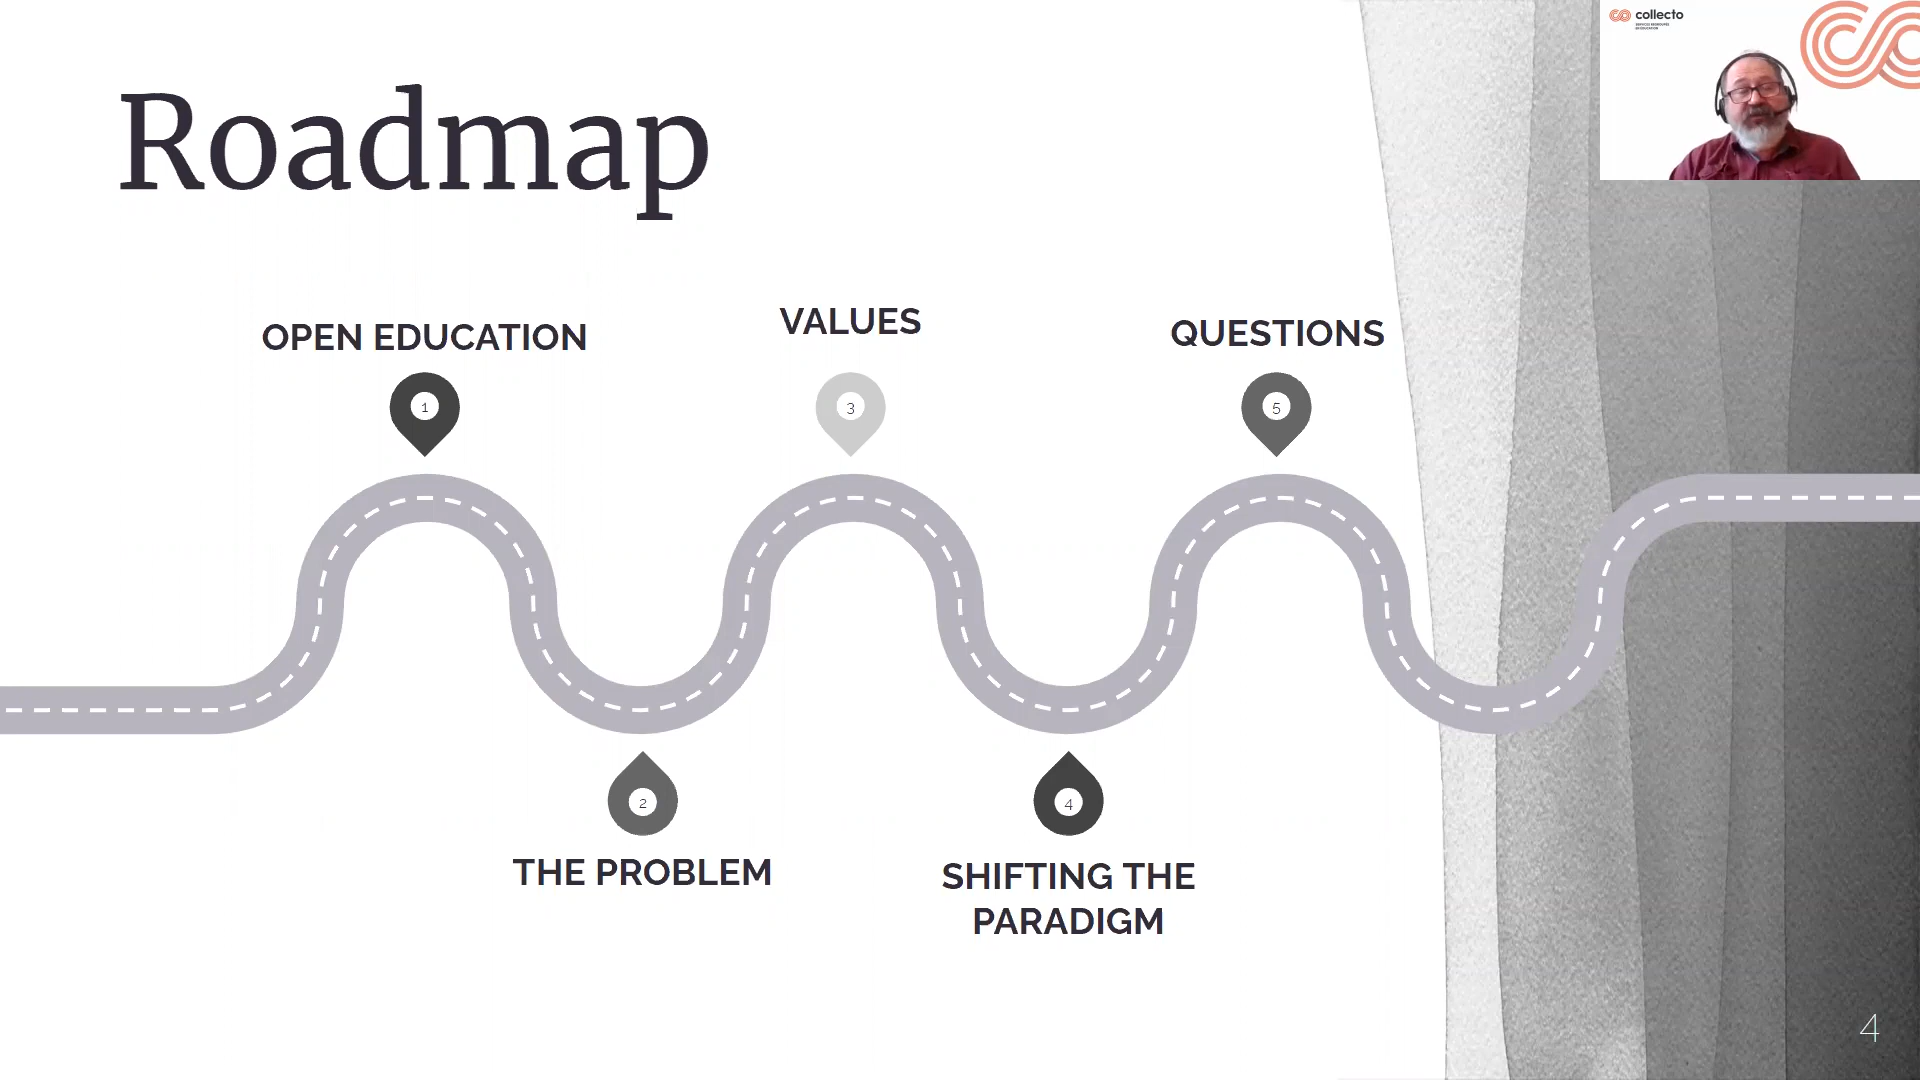 Roadmap
collecto
OPEN EDUCATION
VALUES
QUESTIONS
1
3
5
2
4
THE PROBLEM
SHIFTING THE
PARADIGM
4